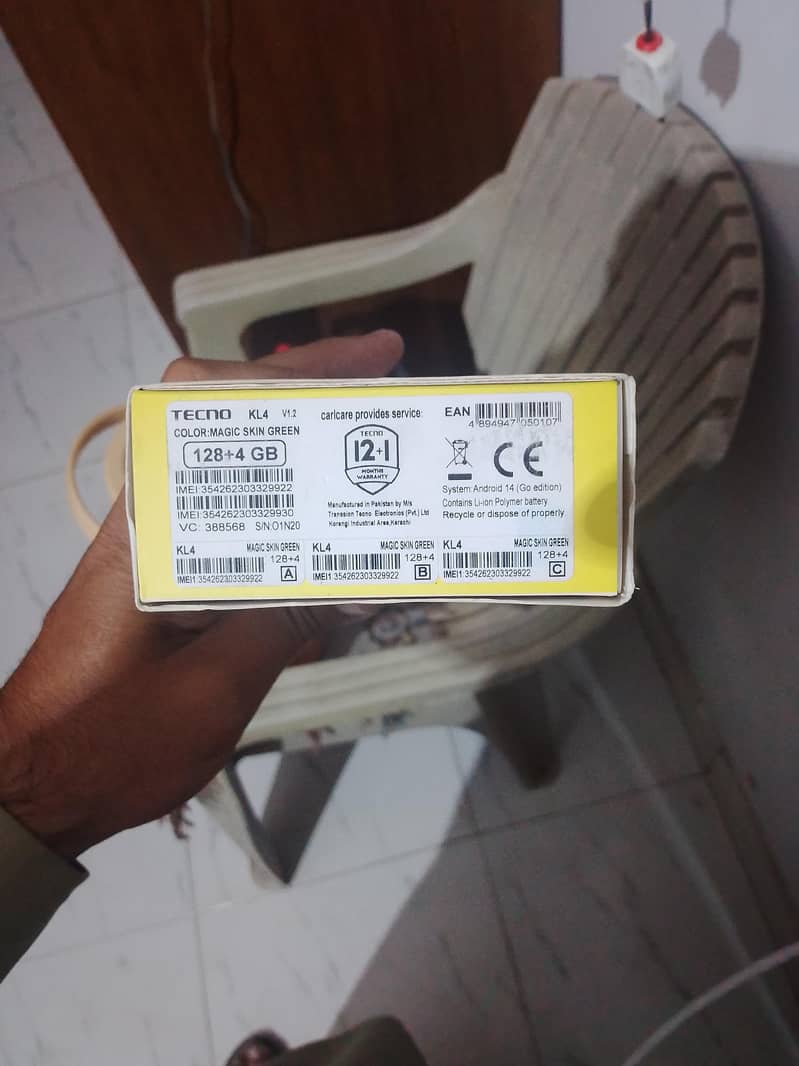 TECNO KL4 V1.2
COLOR:MAGIC SKIN GREEN
128+4 GB
IMEI:354262303329922
IMEI:354262303329930
VC: 388568 S/N:01N20
caricare provides service:
TECNO
12+1
MONTHS
WARRANTY
Manufactured in Pakistan by M/s
Transsion Tecno Electronics (Pvt.) Ltd
Korangi Industrial Area,Karachi
EAN
4 894947 050107
CE
System: Android 14 (Go edition)
Contains Li-ion Polymer battery.
Recycle or dispose of properly.
KL4 MAGIC SKIN GREEN
128+4
IMEI1:354262303329922 A
KL4 MAGIC SKIN GREEN
128+4
IMEI1:354262303329922 B
KL4 MAGIC SKIN GREEN
128+4
IMEI1:354262303329922 C